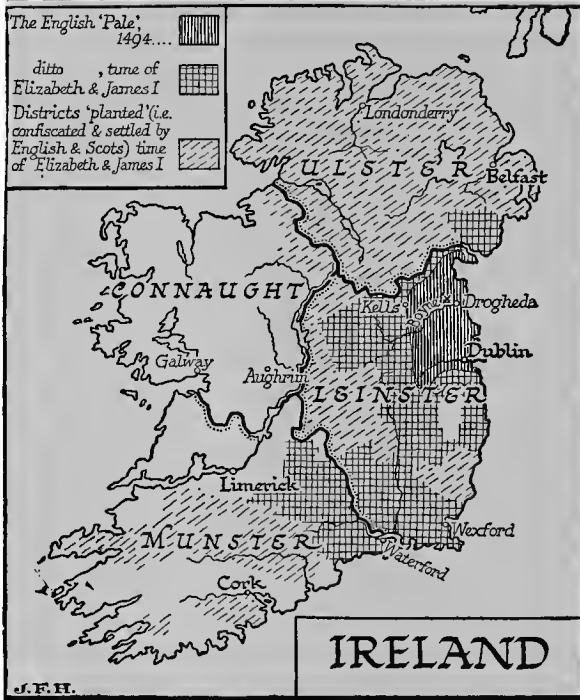 The English 'Pale',
1494....
ditto , time of
Elizabeth & James I
Districts 'planted' (i.e.
confiscated & settled by
English & Scots) time
of Elizabeth & James I
Londonderry
ULSTER
Belfast
CONNAUGHT
Kells
Boyne
Drogheda
Galway
Dublin
Aughrim
LEINSTER
Limerick
Wexford
MUNSTER
Waterford
Cork
IRELAND
J.F.H.